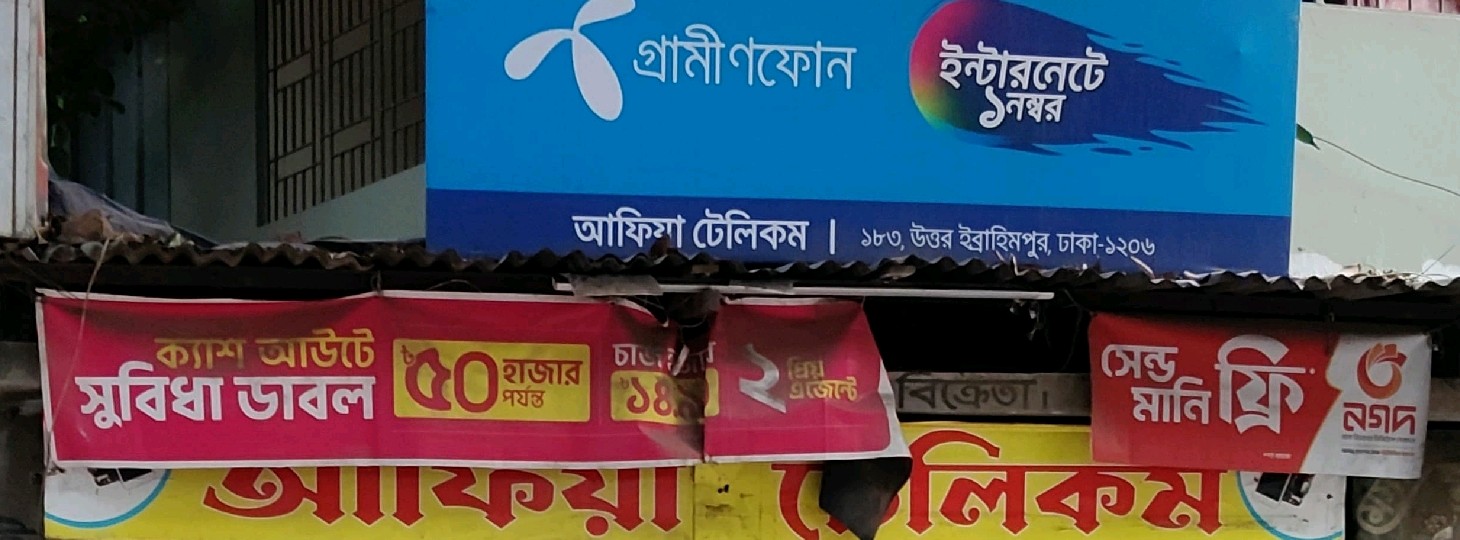 গ্রামীণফোন
ইন্টারনেটে
১নম্বর
আফিয়া টেলিকম | ১৮৩, উত্তর ইব্রাহিমপুর, ঢাকা-১২০৬
ক্যাশ আউটে
সুবিধা ডাবল
৳৫০ হাজার
পর্যন্ত
২ প্রিয়
এজেন্টে
বিক্রেতা।
সেন্ড
মানি ফ্রি
নগদ
আফিয়া টেলিকম